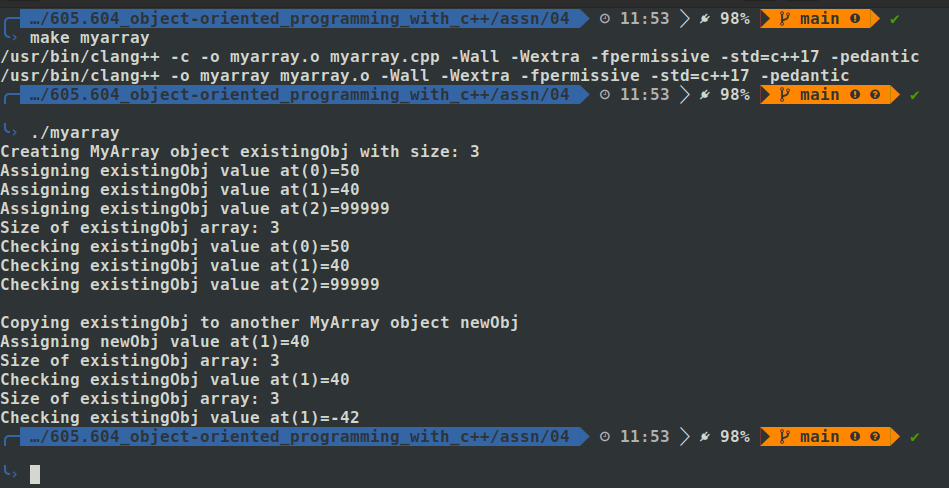 …/605.604_object-oriented_programming_with_c++/assn/04 11:53 98% main ✔
make myarray
/usr/bin/clang++ -c -o myarray.o myarray.cpp -Wall -Wextra -fpermissive -std=c++17 -pedantic
/usr/bin/clang++ -o myarray myarray.o -Wall -Wextra -fpermissive -std=c++17 -pedantic
…/605.604_object-oriented_programming_with_c++/assn/04 11:53 98% main ✔
./myarray
Creating MyArray object existingObj with size: 3
Assigning existingObj value at(0)=50
Assigning existingObj value at(1)=40
Assigning existingObj value at(2)=99999
Size of existingObj array: 3
Checking existingObj value at(0)=50
Checking existingObj value at(1)=40
Checking existingObj value at(2)=99999
Copying existingObj to another MyArray object newObj
Assigning newObj value at(1)=40
Size of existingObj array: 3
Checking existingObj value at(1)=40
Size of existingObj array: 3
Checking existingObj value at(1)=-42
…/605.604_object-oriented_programming_with_c++/assn/04 11:53 98% main ✔